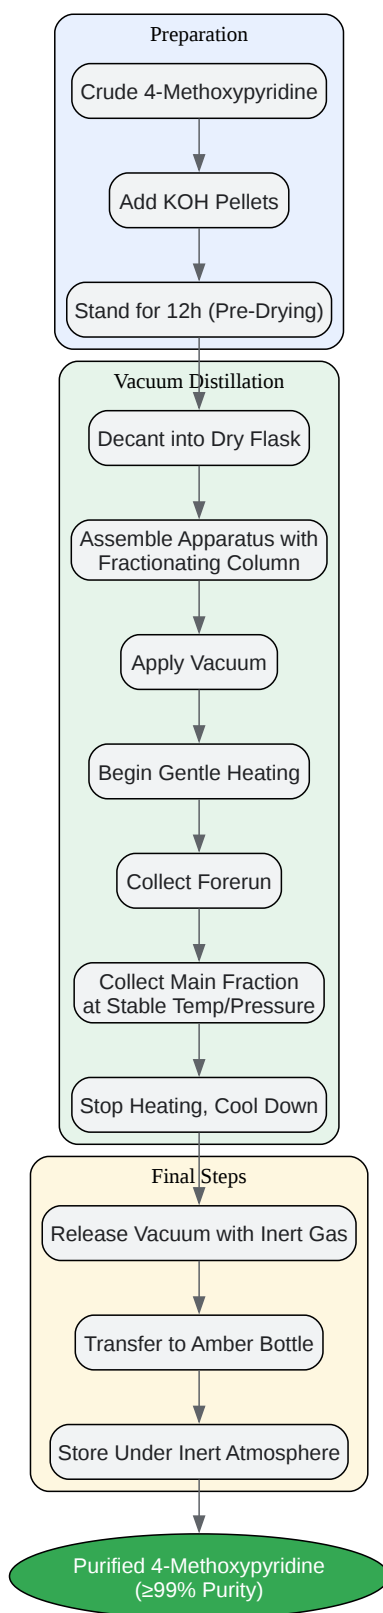 Preparation
Crude 4-Methoxypyridine
Add KOH Pellets
Stand for 12h (Pre-Drying)
Vacuum Distillation
Decant into Dry Flask
Assemble Apparatus with
Fractionating Column
Apply Vacuum
Begin Gentle Heating
Collect Forerun
Collect Main Fraction
at Stable Temp/Pressure
Stop Heating, Cool Down
Final Steps
Release Vacuum with Inert Gas
Transfer to Amber Bottle
Store Under Inert Atmosphere
Purified 4-Methoxypyridine
(≥99% Purity)